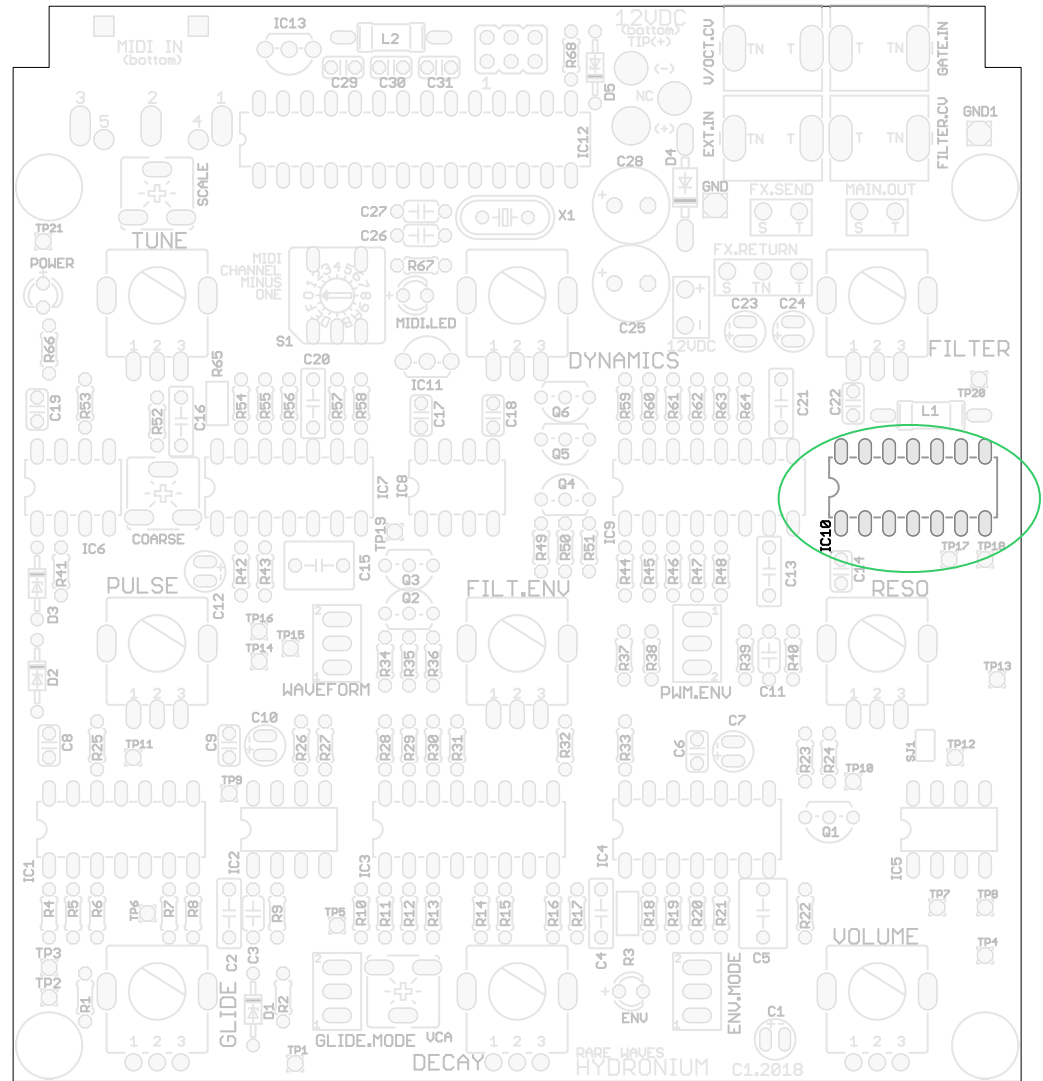 IC13
L2
12VDC
(bottom)
TIP(+)
MIDI IN
(bottom)
R68
D5
V/OCT.CV
TN
T
T
TN
GATE.IN
(-)
NC
(+)
C29
C30
C31
1
3
2
1
5
4
IC12
EXT.IN
TN
T
T
TN
FILTER.CV
GND1
D4
C28
SCALE
GND
FX.SEND
S
T
MAIN.OUT
S
T
C27
C26
X1
TP21
TUNE
POWER
MIDI
CHANNEL
MINUS
ONE
R67
FX.RETURN
S
TN
T
C23
C24
MIDI.LED
C25
12VDC
S1
R66
1 2 3
R65
C20
IC11
1 2 3
DYNAMICS
1 2 3
FILTER
TP20
C19
R53
R52
C16
R54
R55
R56
R57
R58
C17
C18
Q6
R59
R60
R61
R62
R63
R64
C21
C22
L1
Q5
IC7
IC8
Q4
IC9
IC10
IC6
COARSE
TP19
R49
R50
R51
TP17
TP18
D3
R41
PULSE
C12
R42
R43
C15
Q3
FILT.ENV
R44
R45
R46
R47
R48
C13
C14
RESO
Q2
TP16
TP15
TP14
2
1
WAVEFORM
R34
R35
R36
R37
R38
1
2
PWM.ENV
R39
C11
R40
TP13
D2
1 2 3
1 2 3
1 2 3
C8
R25
TP11
C9
C10
R26
R27
R28
R29
R30
R31
R32
R33
C6
C7
R23
R24
SJ1
TP12
TP10
TP9
Q1
IC1
IC2
IC3
IC4
IC5
R4
R5
R6
TP6
R7
R8
C2
C3
R9
TP5
R10
R11
R12
R13
R14
R15
R16
R17
C4
R3
R18
R19
R20
R21
C5
R22
TP7
TP8
VOLUME
TP3
TP2
TP4
R1
GLIDE
D1
R2
2
1
GLIDE.MODE
VCA
ENV
2
1
ENV.MODE
C1
1 2 3
TP1
DECAY
1 2 3
RARE WAVES
HYDRONIUM
C1.2018
1 2 3